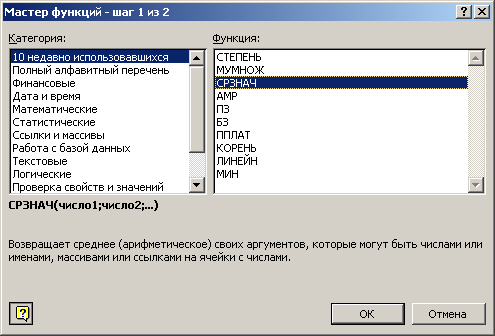 Мастер функций - шаг 1 из 2
Категория:
Функция:
10 недавно использовавшихся
Полный алфавитный перечень
Финансовые
Дата и время
Математические
Статистические
Ссылки и массивы
Работа с базой данных
Текстовые
Логические
Проверка свойств и значений
СТЕПЕНЬ
МУМНОЖ
СРЗНАЧ
АМР
ПЗ
БЗ
ППЛАТ
КОРЕНЬ
ЛИНЕЙН
МИН
СРЗНАЧ(число1;число2;...)
Возвращает среднее (арифметическое) своих аргументов, которые могут быть числами или
именами, массивами или ссылками на ячейки с числами.
?
ОК
Отмена